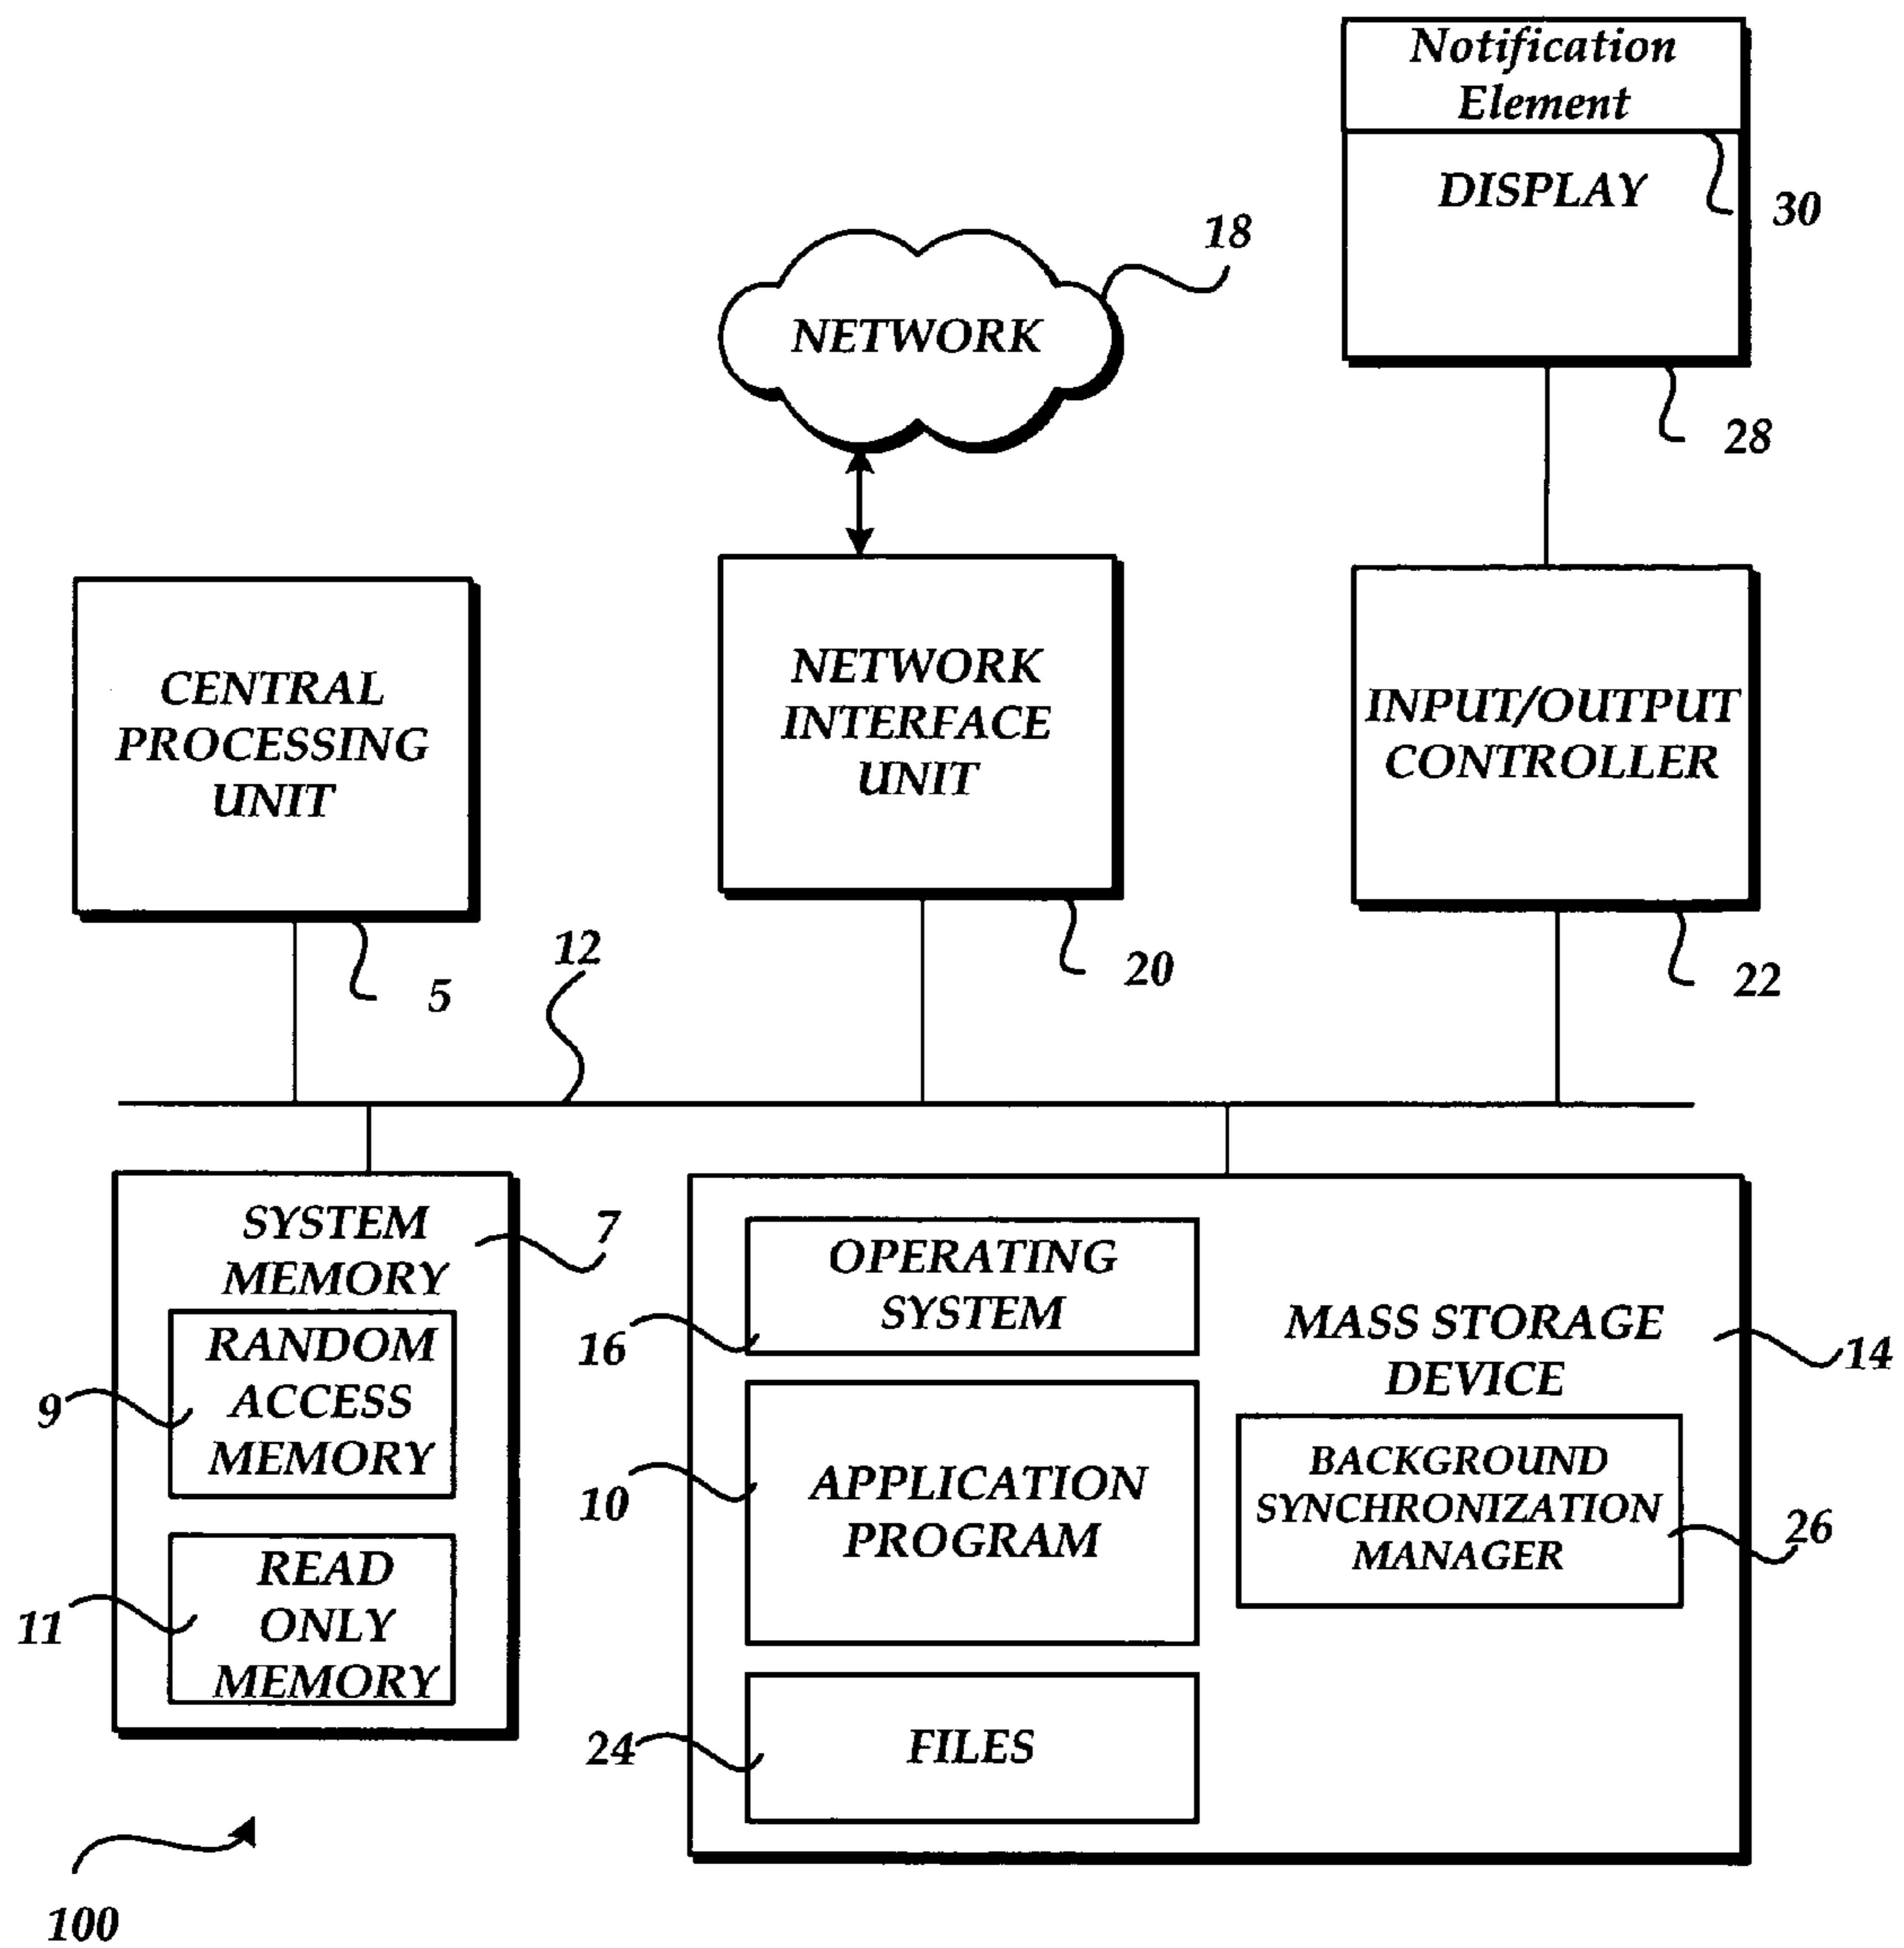 Notification
Element
DISPLAY
30
18
NETWORK
28
CENTRAL
PROCESSING
UNIT
NETWORK
INTERFACE
UNIT
INPUT/OUTPUT
CONTROLLER
12
5
20
22
SYSTEM
MEMORY
7
RANDOM
ACCESS
MEMORY
9
READ
ONLY
MEMORY
11
OPERATING
SYSTEM
16
MASS STORAGE
DEVICE
14
APPLICATION
PROGRAM
10
BACKGROUND
SYNCHRONIZATION
MANAGER
26
FILES
24
100